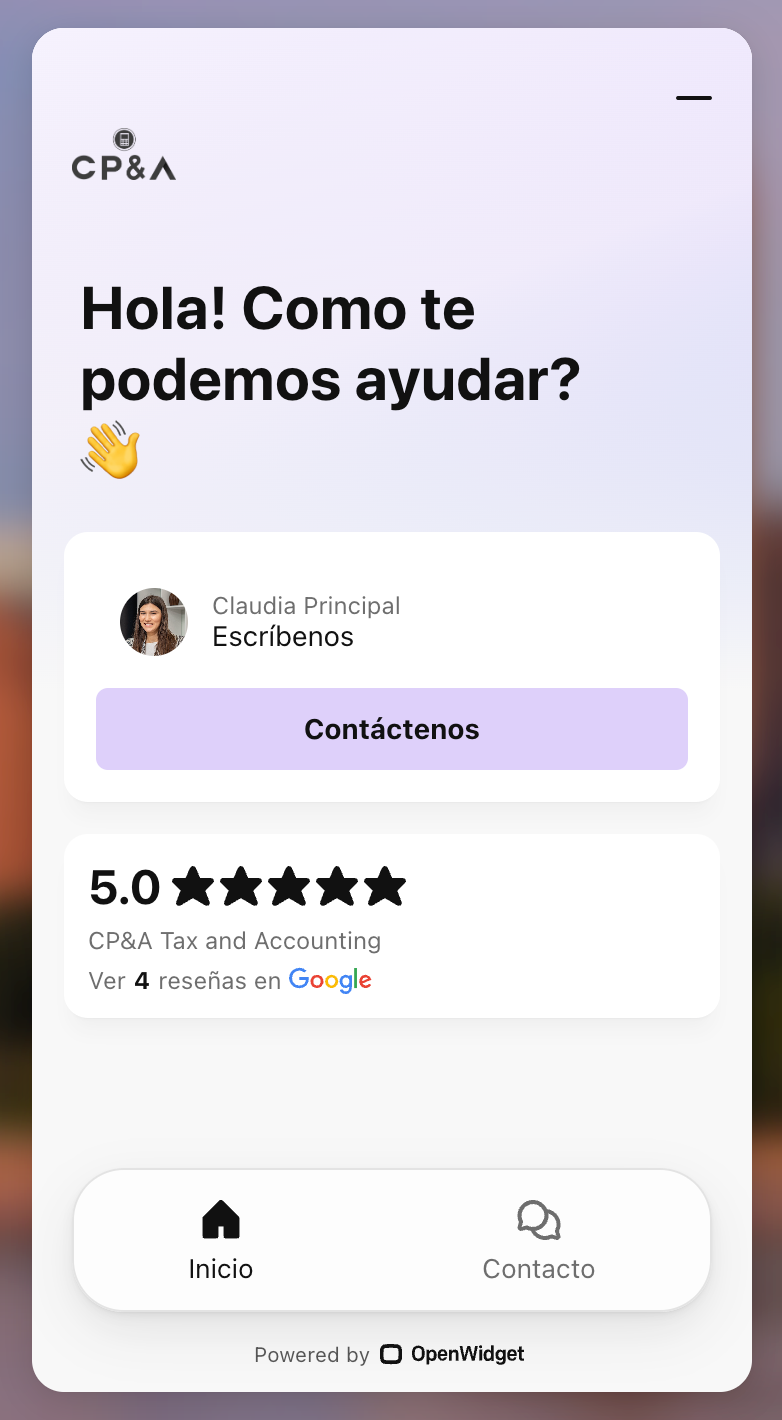 CP&A
Hola! Como te
podemos ayudar?
👋
Claudia Principal
Escríbenos
Contáctenos
5.0 ★★★★★
CP&A Tax and Accounting
Ver 4 reseñas en Google
Inicio
Contacto
Powered by OpenWidget